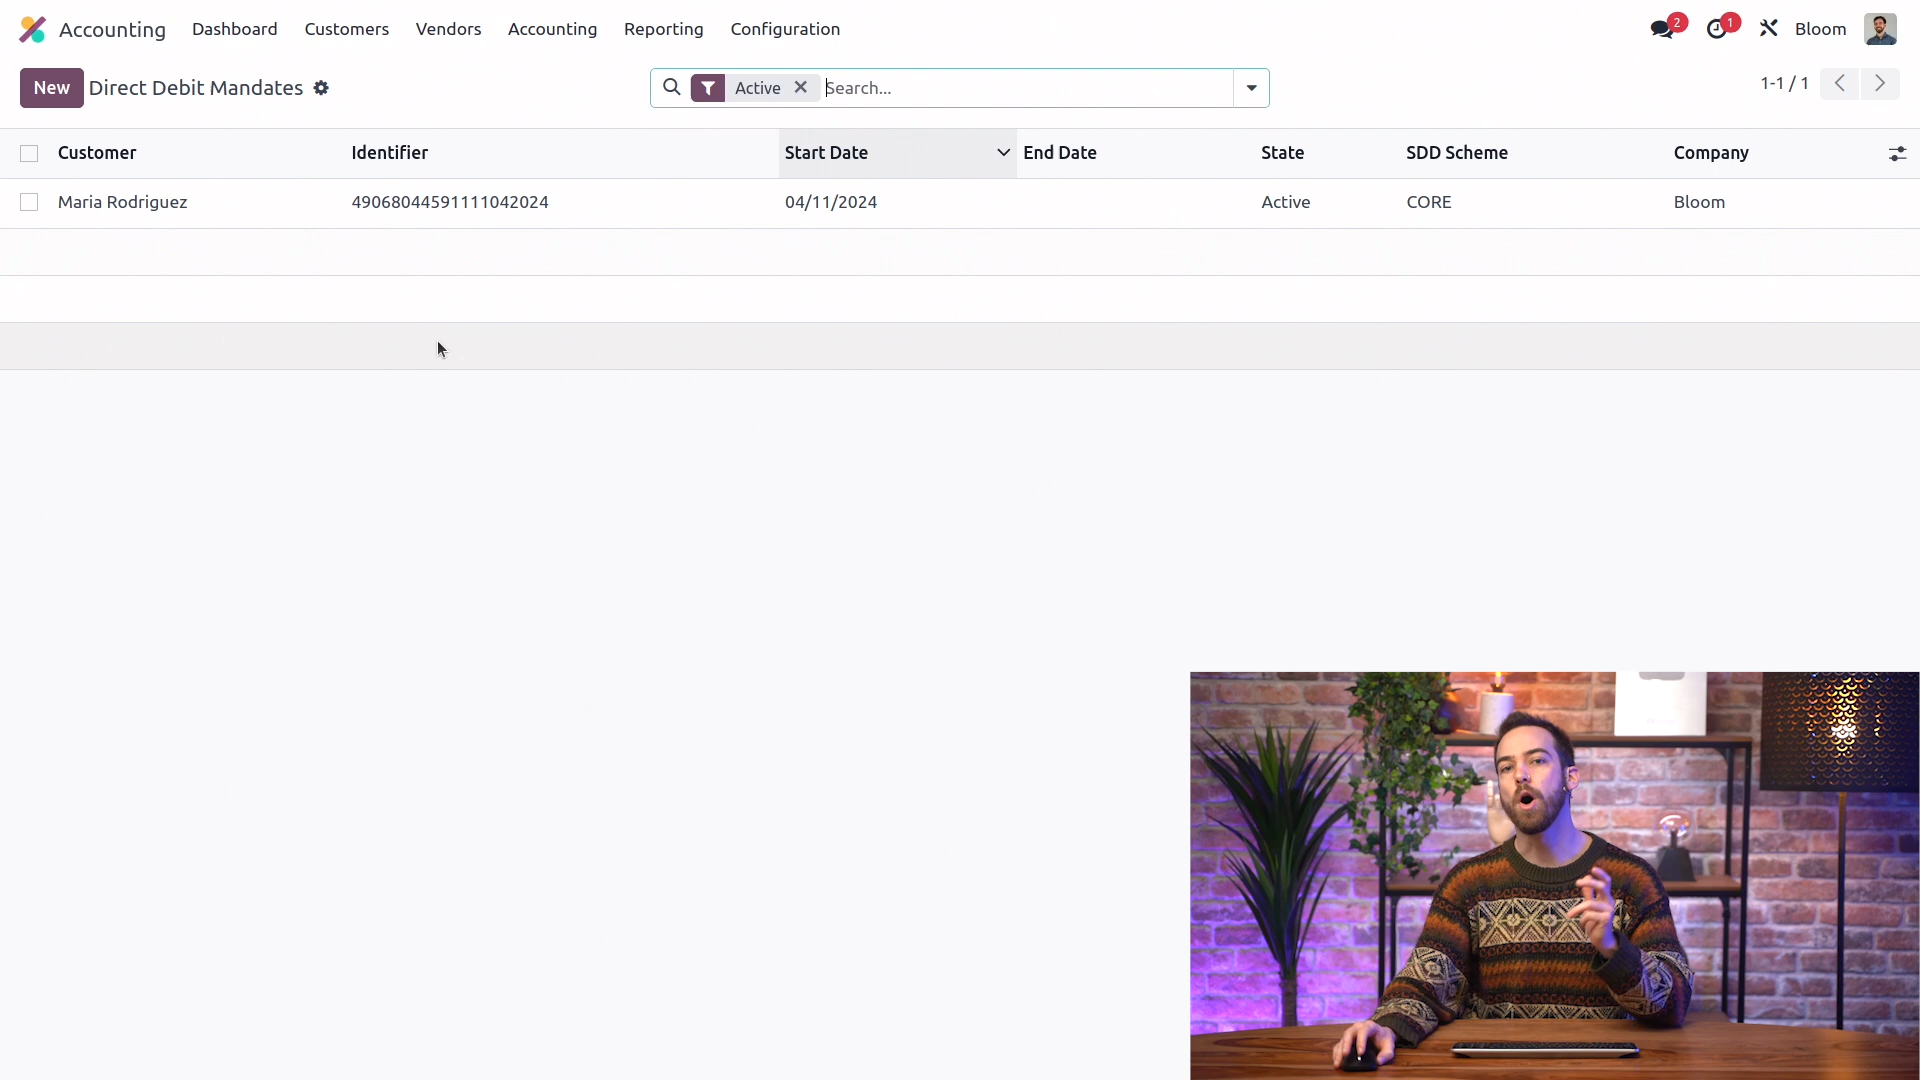 Accounting Dashboard Customers Vendors Accounting Reporting Configuration 2 1 Bloom
New Direct Debit Mandates Active Search... 1-1 / 1
Customer Identifier Start Date End Date State SDD Scheme Company
Maria Rodriguez 49068044591111042024 04/11/2024 Active CORE Bloom